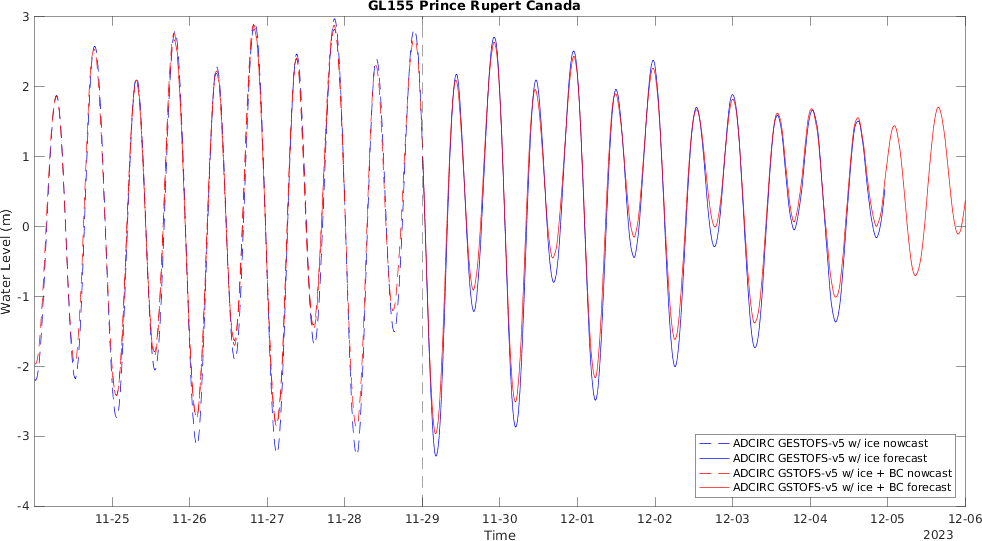 GL155 Prince Rupert Canada
3
2
1
0
-1
-2
-3
-4
Water Level (m)
ADCIRC GESTOFS-v5 w/ ice nowcast
ADCIRC GESTOFS-v5 w/ ice forecast
ADCIRC GSTOFS-v5 w/ ice + BC nowcast
ADCIRC GSTOFS-v5 w/ ice + BC forecast
11-25 11-26 11-27 11-28 11-29 11-30 12-01 12-02 12-03 12-04 12-05 12-06
Time
2023